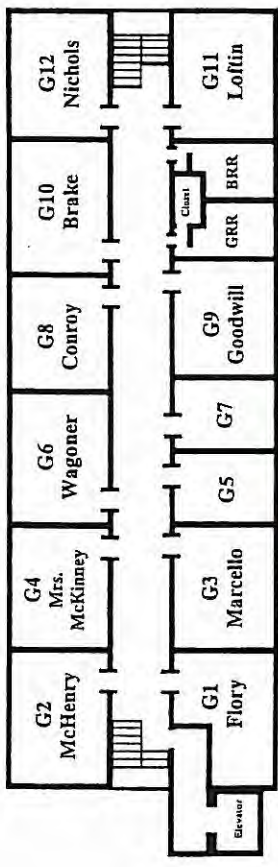 G12
Nichols
G10
Brake
G8
Conroy
G6
Wagoner
G4
Mrs.
McKinney
G2
McHenry
G11
Loftin
BRR
Closet
GRR
G9
Goodwill
G7
G5
G3
Marcello
G1
Flory
Elevator